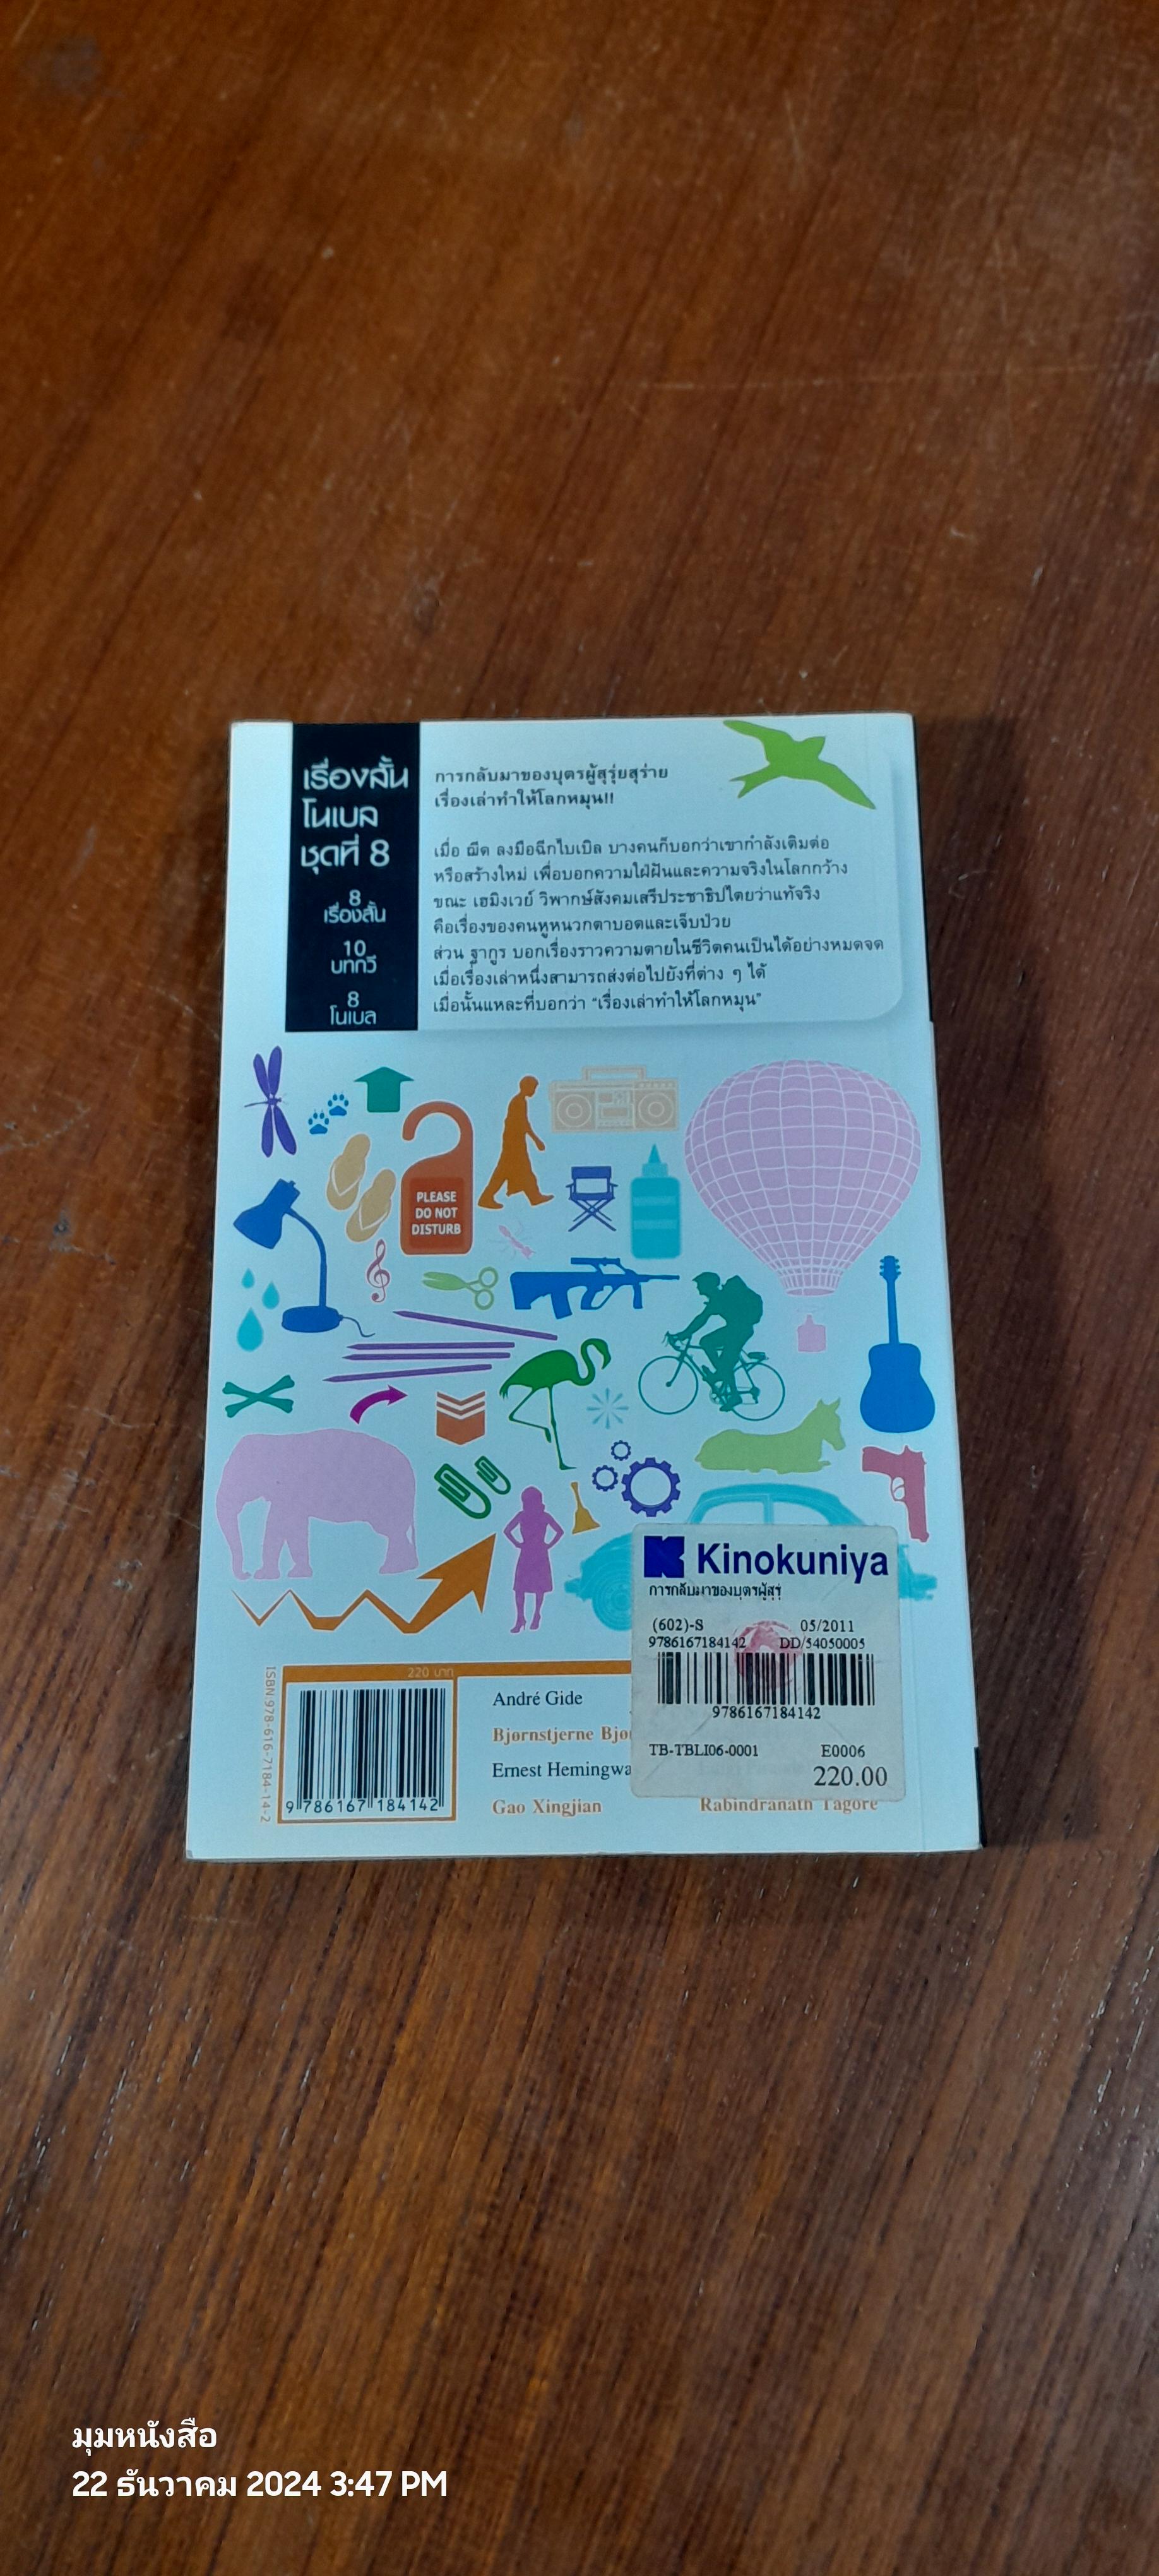 เรื่องสั้น
โนเบล
ชุดที่ 8
8
เรื่องสั้น
10
บทกวี
8
โนเบล
การกลับมาของบุตรผู้สุรุ่ยสุร่าย
เรื่องเล่าทำให้โลกหมุน!!
เมื่อ ฌีด ลงมือฉีกไบเบิล บางคนก็บอกว่าเขากำลังเติมต่อ
หรือสร้างใหม่ เพื่อบอกความใฝ่ฝันและความจริงในโลกกว้าง
ขณะ เฮมิงเวย์ วิพากษ์สังคมเสรีประชาธิปไตยว่าแท้จริง
คือเรื่องของคนหูหนวกตาบอดและเจ็บป่วย
ส่วน ฐากูร บอกเรื่องราวความตายในชีวิตคนเป็นได้อย่างหมดจด
เมื่อเรื่องเล่าหนึ่งสามารถส่งต่อไปยังที่ต่าง ๆ ได้
เมื่อนั้นแหละที่บอกว่า “เรื่องเล่าทำให้โลกหมุน”
PLEASE
DO NOT
DISTURB
Kinokuniya
การกลับมาของบุตรผู้สุรุ่
(602)-S 05/2011
9786167184142 DD/54050005
9786167184142
TB-TBLI06-0001 E0006
220.00
220 บาท
ISBN:978-616-7184-14-2
9 786167 184142
André Gide
Bjørnstjerne
Ernest Hemingwa
Gao Xingjian
Rabindranath Tagore
มุมหนังสือ
22 ธันวาคม 2024 3:47 PM